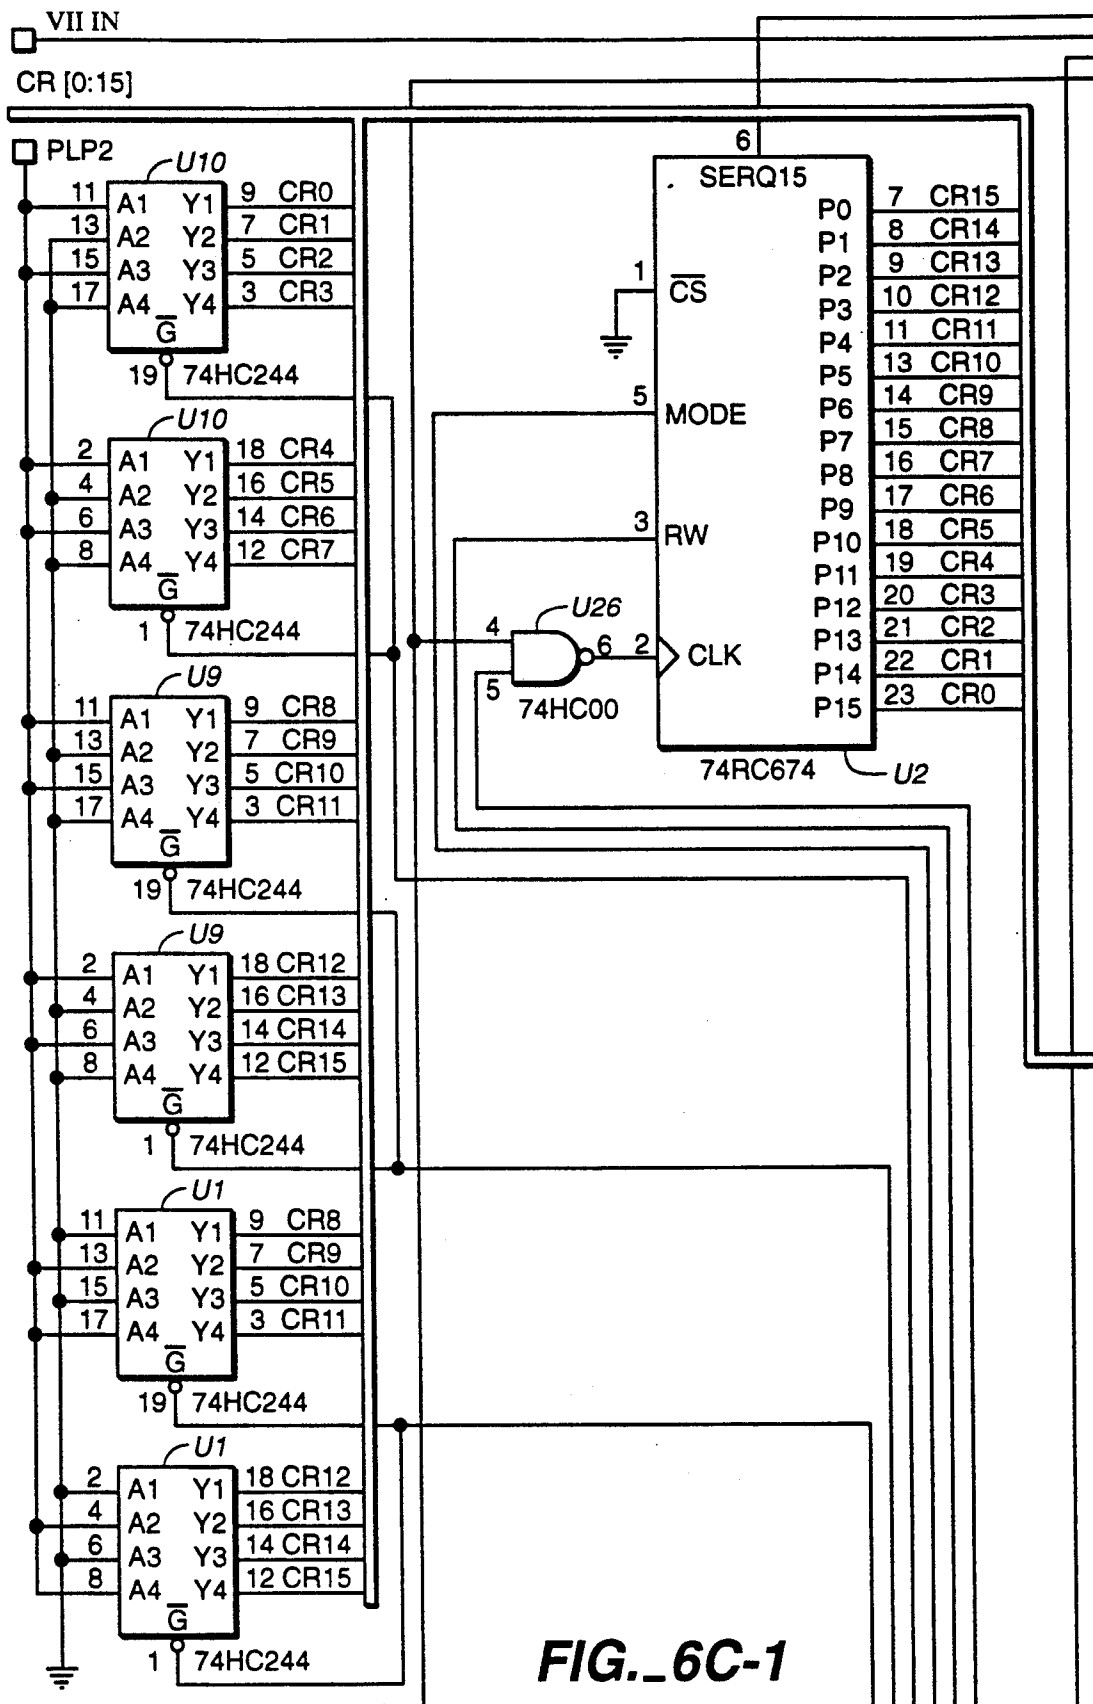 VII IN
CR [0:15]
PLP2
U10
11 A1 Y1 9 CR0
13 A2 Y2 7 CR1
15 A3 Y3 5 CR2
17 A4 Y4 3 CR3
G
19 74HC244
U10
2 A1 Y1 18 CR4
4 A2 Y2 16 CR5
6 A3 Y3 14 CR6
8 A4 Y4 12 CR7
G
1 74HC244
U9
11 A1 Y1 9 CR8
13 A2 Y2 7 CR9
15 A3 Y3 5 CR10
17 A4 Y4 3 CR11
G
19 74HC244
U9
2 A1 Y1 18 CR12
4 A2 Y2 16 CR13
6 A3 Y3 14 CR14
8 A4 Y4 12 CR15
G
1 74HC244
U1
11 A1 Y1 9 CR8
13 A2 Y2 7 CR9
15 A3 Y3 5 CR10
17 A4 Y4 3 CR11
G
19 74HC244
U1
2 A1 Y1 18 CR12
4 A2 Y2 16 CR13
6 A3 Y3 14 CR14
8 A4 Y4 12 CR15
G
1 74HC244
6
SERQ15
1 CS
5 MODE
3 RW
U26
4
5
6 2 CLK
74HC00
P0 7 CR15
P1 8 CR14
P2 9 CR13
P3 10 CR12
P4 11 CR11
P5 13 CR10
P6 14 CR9
P7 15 CR8
P8 16 CR7
P9 17 CR6
P10 18 CR5
P11 19 CR4
P12 20 CR3
P13 21 CR2
P14 22 CR1
P15 23 CR0
74RC674
U2
FIG._6C-1